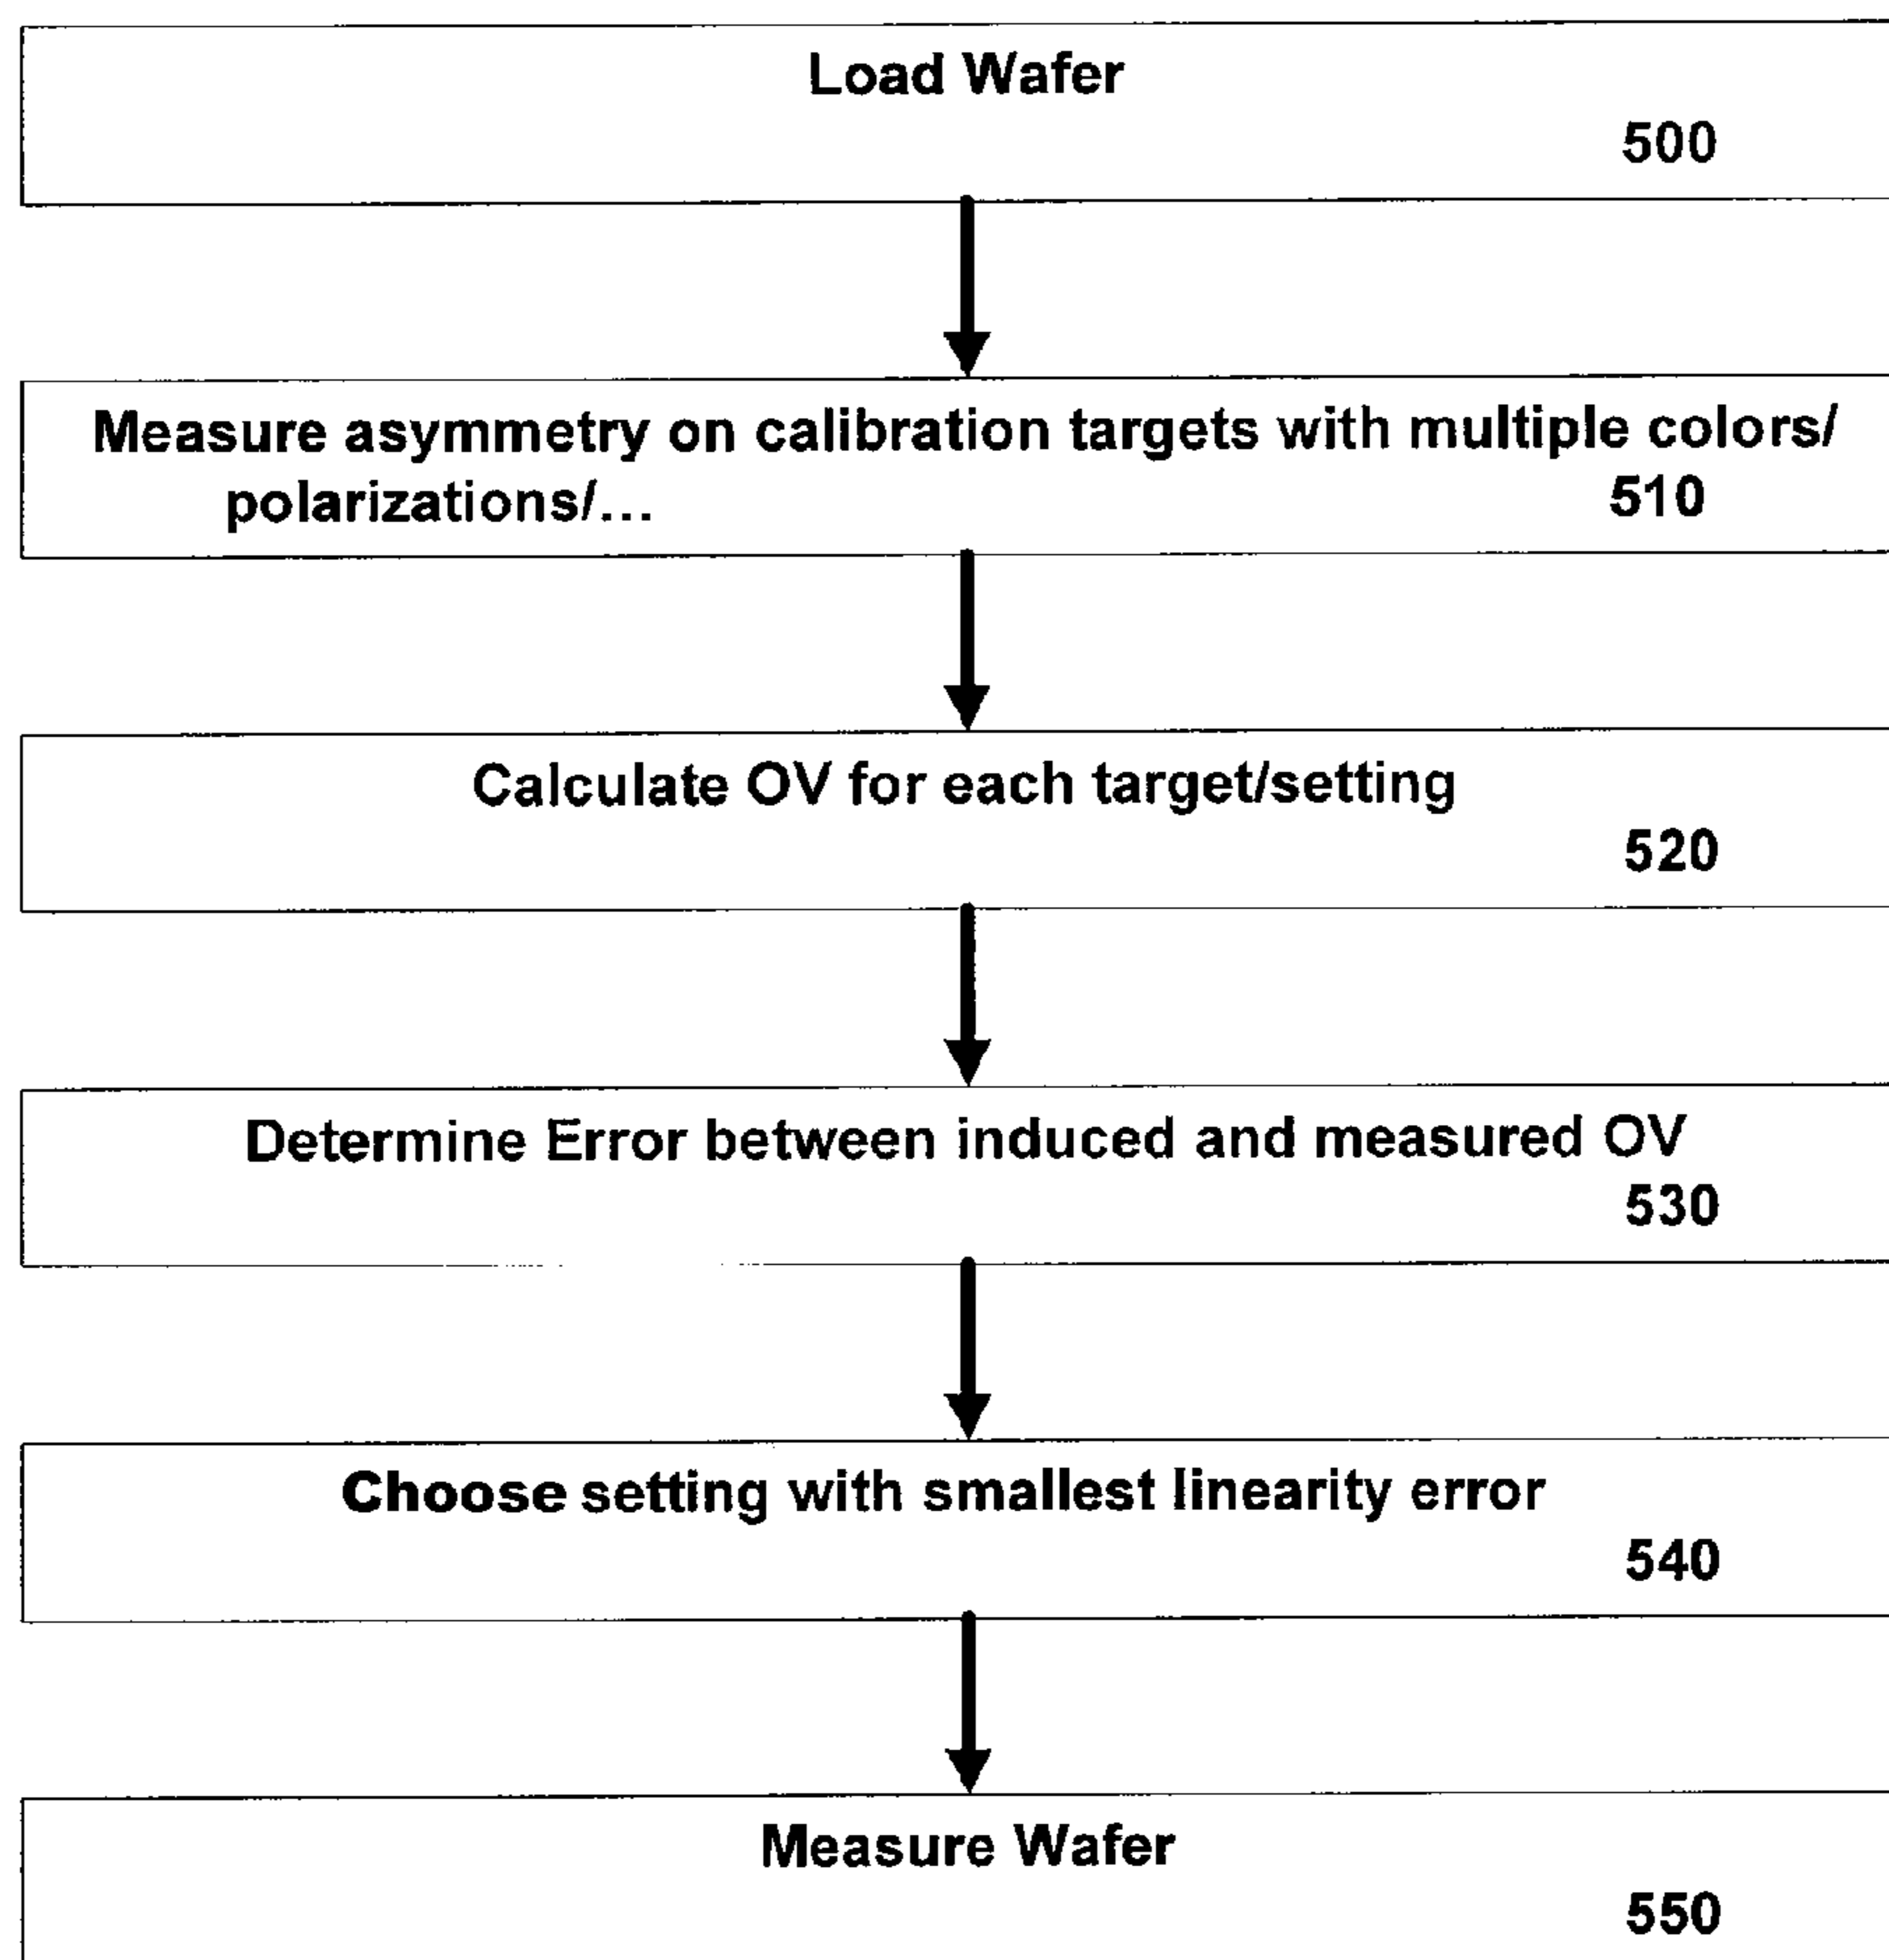 Load Wafer
500
Measure asymmetry on calibration targets with multiple colors/
polarizations/... 510
Calculate OV for each target/setting
520
Determine Error between induced and measured OV
530
Choose setting with smallest linearity error
540
Measure Wafer
550